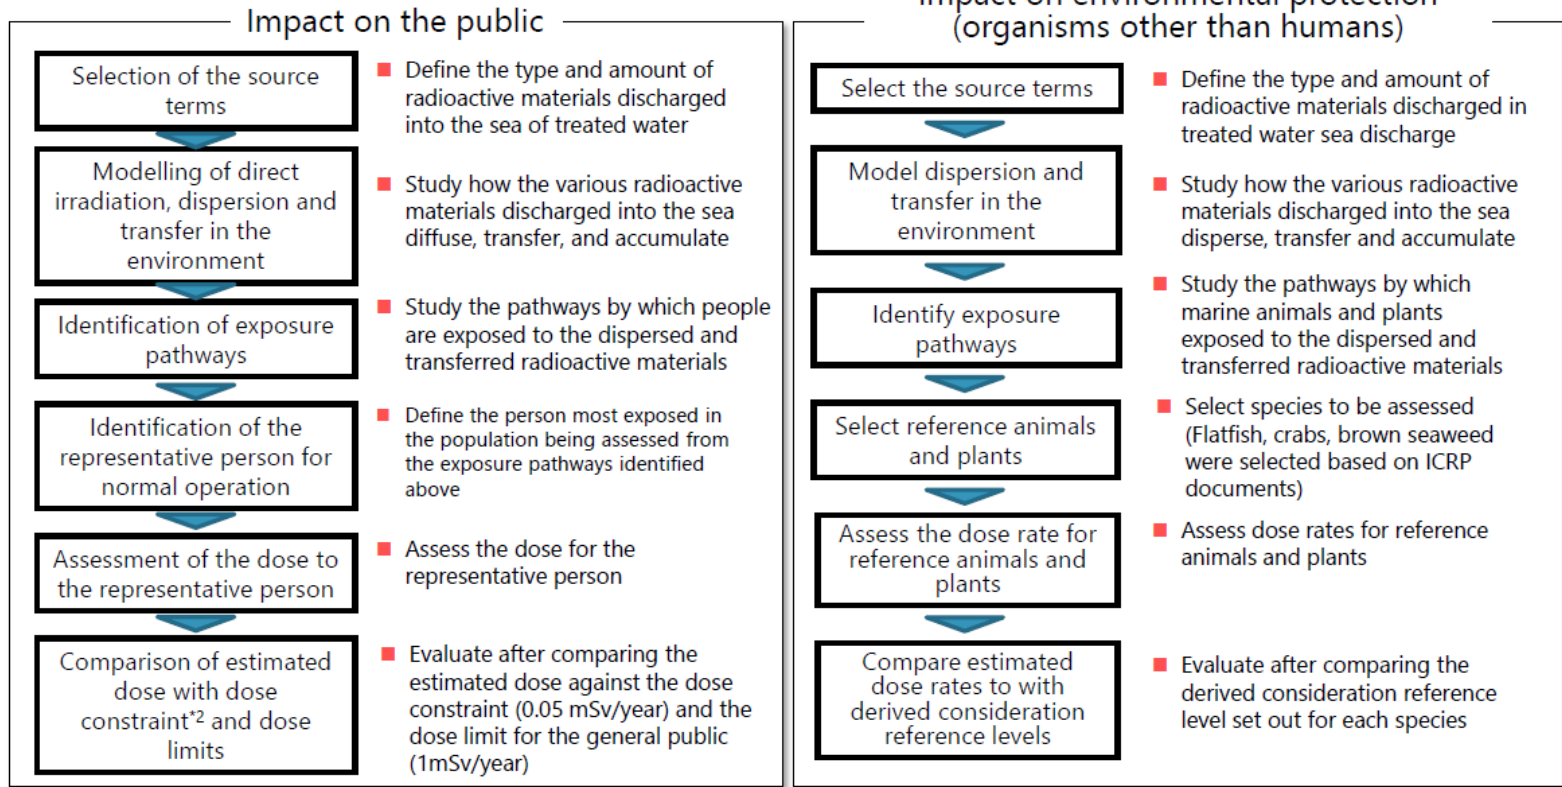 Impact on the public
Selection of the source
terms
■ Define the type and amount of
radioactive materials discharged
into the sea of treated water
Modelling of direct
irradiation, dispersion and
transfer in the
environment
■ Study how the various radioactive
materials discharged into the sea
diffuse, transfer, and accumulate
Identification of exposure
pathways
■ Study the pathways by which people
are exposed to the dispersed and
transferred radioactive materials
Identification of the
representative person for
normal operation
■ Define the person most exposed in
the population being assessed from
the exposure pathways identified
above
Assessment of the dose to
the representative person
■ Assess the dose for the
representative person
Comparison of estimated
dose with dose
constraint*2 and dose
limits
■ Evaluate after comparing the
estimated dose against the dose
constraint (0.05 mSv/year) and the
dose limit for the general public
(1mSv/year)
Impact on environmental protection
(organisms other than humans)
Select the source terms
■ Define the type and amount of
radioactive materials discharged in
treated water sea discharge
Model dispersion and
transfer in the
environment
■ Study how the various radioactive
materials discharged into the sea
disperse, transfer and accumulate
Identify exposure
pathways
■ Study the pathways by which
marine animals and plants
exposed to the dispersed and
transferred radioactive materials
Select reference animals
and plants
■ Select species to be assessed
(Flatfish, crabs, brown seaweed
were selected based on ICRP
documents)
Assess the dose rate for
reference animals and
plants
■ Assess dose rates for reference
animals and plants
Compare estimated
dose rates to with
derived consideration
reference levels
■ Evaluate after comparing the
derived consideration reference
level set out for each species